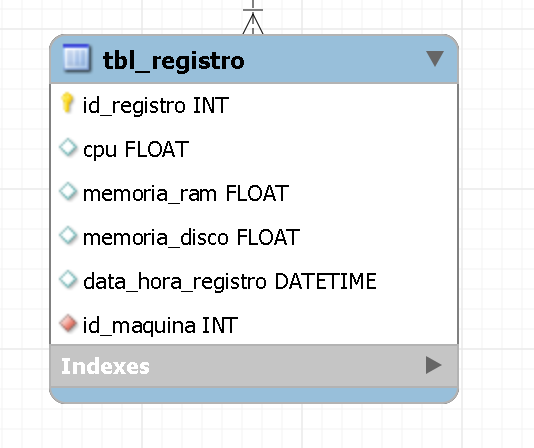 tbl_registro
id_registro INT
cpu FLOAT
memoria_ram FLOAT
memoria_disco FLOAT
data_hora_registro DATETIME
id_maquina INT
Indexes